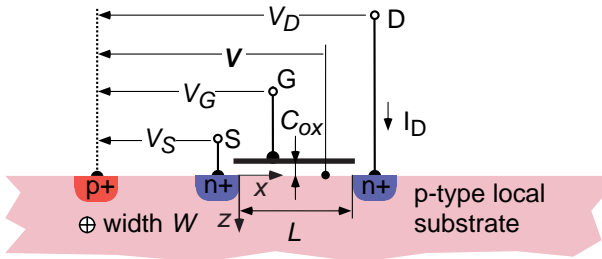 V_D
D
V
V_G
G
C_ox
I_D
V_S
S
p+
n+
x
n+
p-type local
substrate
⊕ width W
z
L